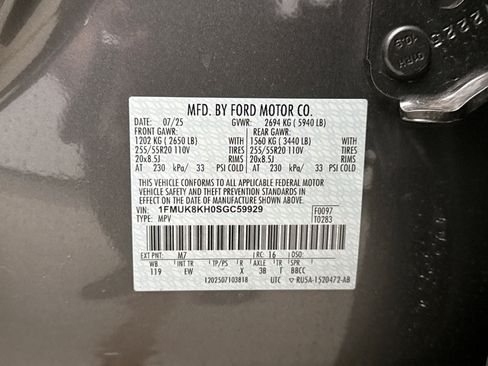 MFD. BY FORD MOTOR CO.
DATE: 07/25 GVWR: 2694 KG ( 5940 LB)
FRONT GAWR: REAR GAWR:
1202 KG ( 2650 LB) 1560 KG ( 3440 LB)
255/55R20 110V TIRES 255/55R20 110V
20x8.5J RIMS 20x8.5J RIMS
AT 230 kPa/ 33 PSI COLD AT 230 kPa/ 33 PSI COLD
THIS VEHICLE CONFORMS TO ALL APPLICABLE FEDERAL MOTOR
VEHICLE SAFETY AND THEFT PREVENTION STANDARDS IN
EFFECT ON THE DATE OF MANUFACTURE SHOWN ABOVE.
VIN: 1FMUK8KH0SGC59929 F0097
TYPE: MPV T0283
EXT PNT: M7 RC: 16 DSO:
WB INT TR TP/PS R AXLE TR SPR
119 EW X 3B T BBCC
1202507103818 UTC RU5A-1520472-AB